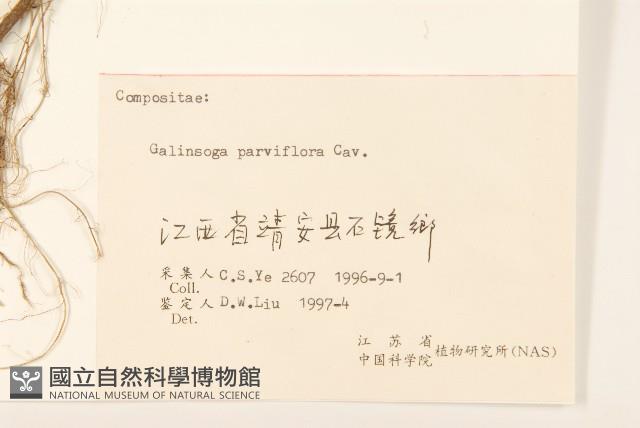 Compositae:
Galinsoga parviflora Cav.
江西省靖安县石镜鄉
采集人 C.S.Ye 2607 1996-9-1
Coll.
鉴定人 D.W.Liu 1997-4
Det.
江苏省
中国科学院 植物研究所(NAS)
國立自然科學博物館
NATIONAL MUSEUM OF NATURAL SCIENCE